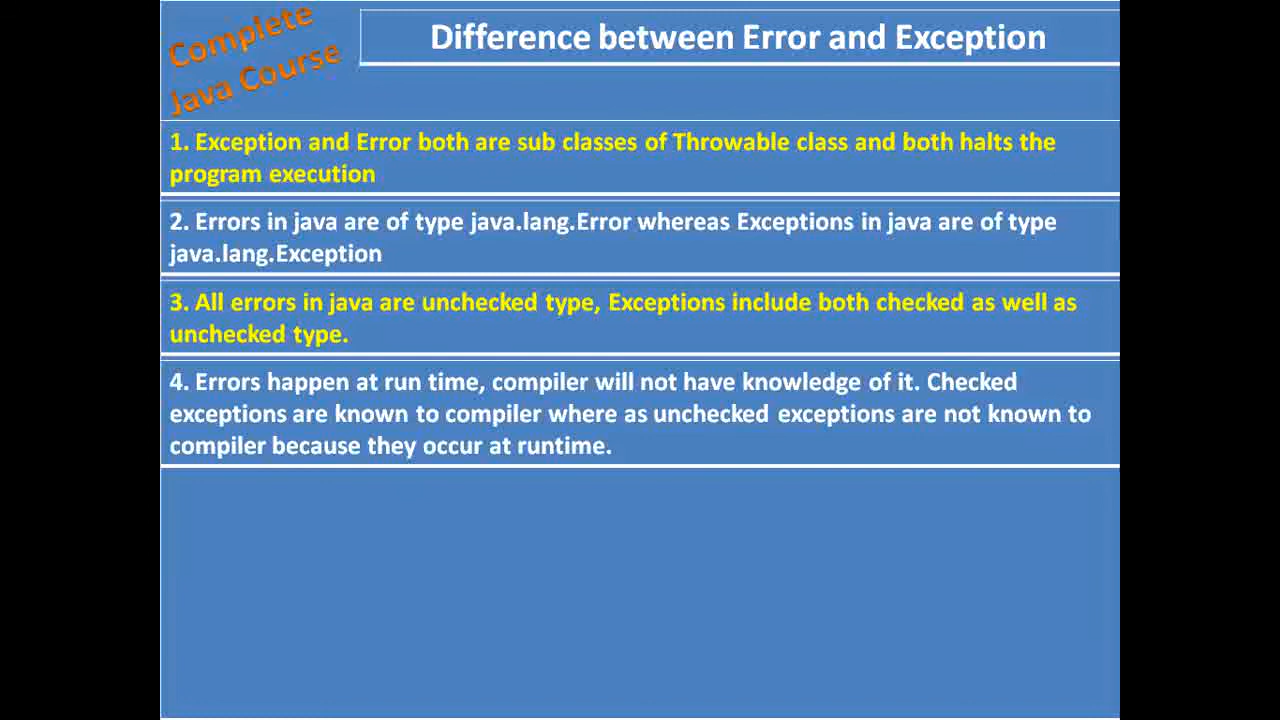 Complete
Java Course
Difference between Error and Exception
1. Exception and Error both are sub classes of Throwable class and both halts the
program execution
2. Errors in java are of type java.lang.Error whereas Exceptions in java are of type
java.lang.Exception
3. All errors in java are unchecked type, Exceptions include both checked as well as
unchecked type.
4. Errors happen at run time, compiler will not have knowledge of it. Checked
exceptions are known to compiler where as unchecked exceptions are not known to
compiler because they occur at runtime.